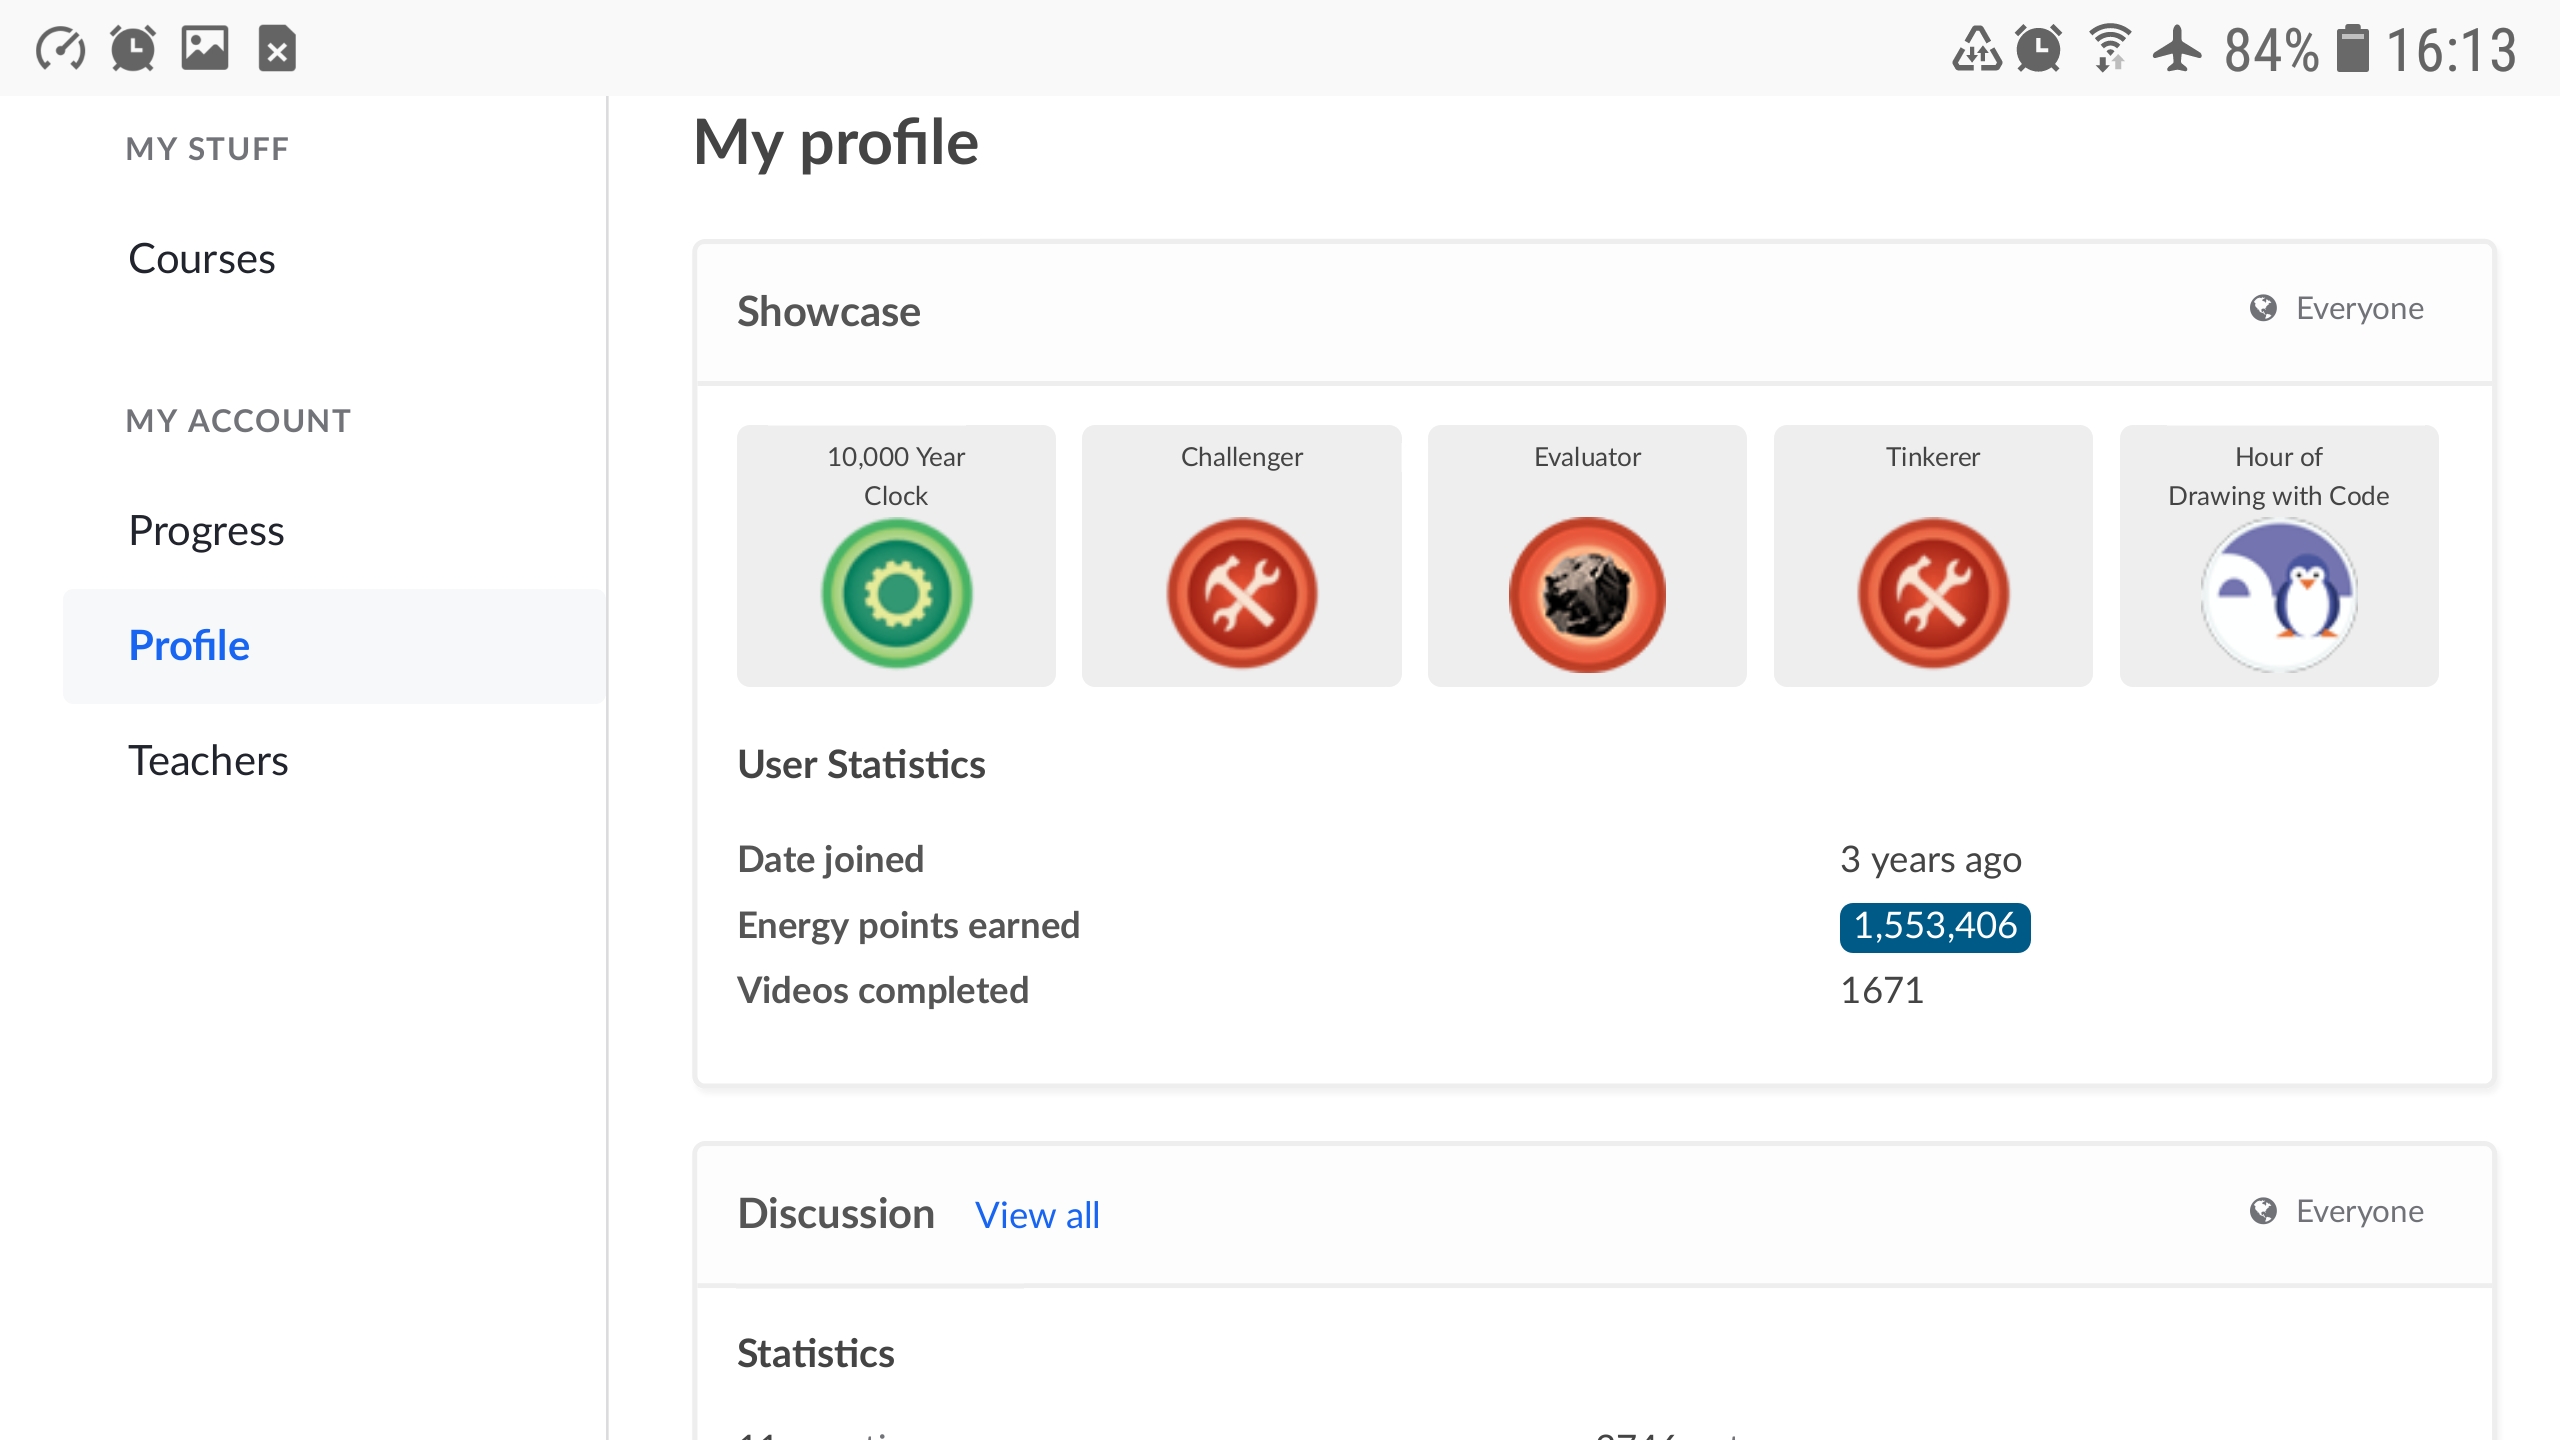 84% 16:13
MY STUFF
Courses
MY ACCOUNT
Progress
Profile
Teachers
My profile
Showcase
Everyone
10,000 Year
Clock
Challenger
Evaluator
Tinkerer
Hour of
Drawing with Code
User Statistics
Date joined
3 years ago
Energy points earned
1,553,406
Videos completed
1671
Discussion View all
Everyone
Statistics